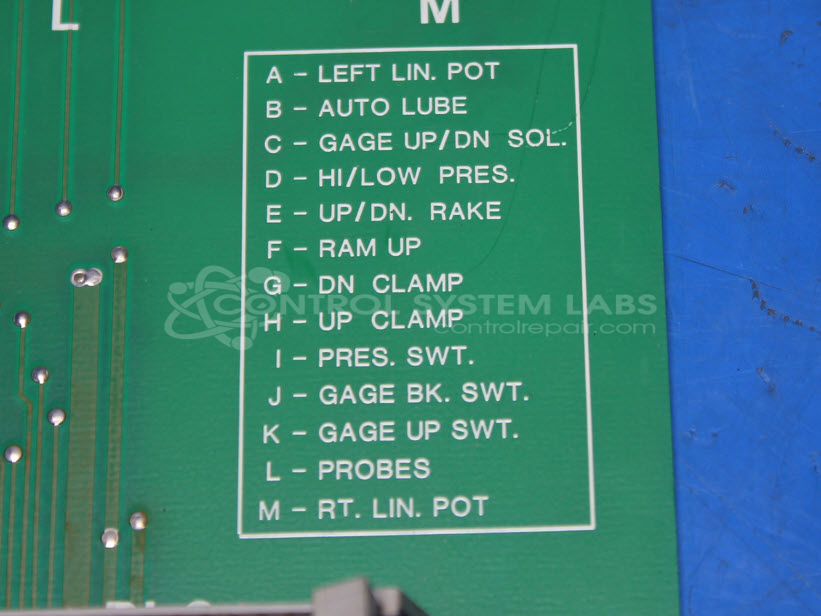 L M
A - LEFT LIN. POT
B - AUTO LUBE
C - GAGE UP/DN SOL.
D - HI/LOW PRES.
E - UP/DN. RAKE
F - RAM UP
G - DN CLAMP
CONTROL SYSTEM LABS
H - UP CLAMP
controlrepair.com
I - PRES. SWT.
J - GAGE BK. SWT.
K - GAGE UP SWT.
L - PROBES
M - RT. LIN. POT